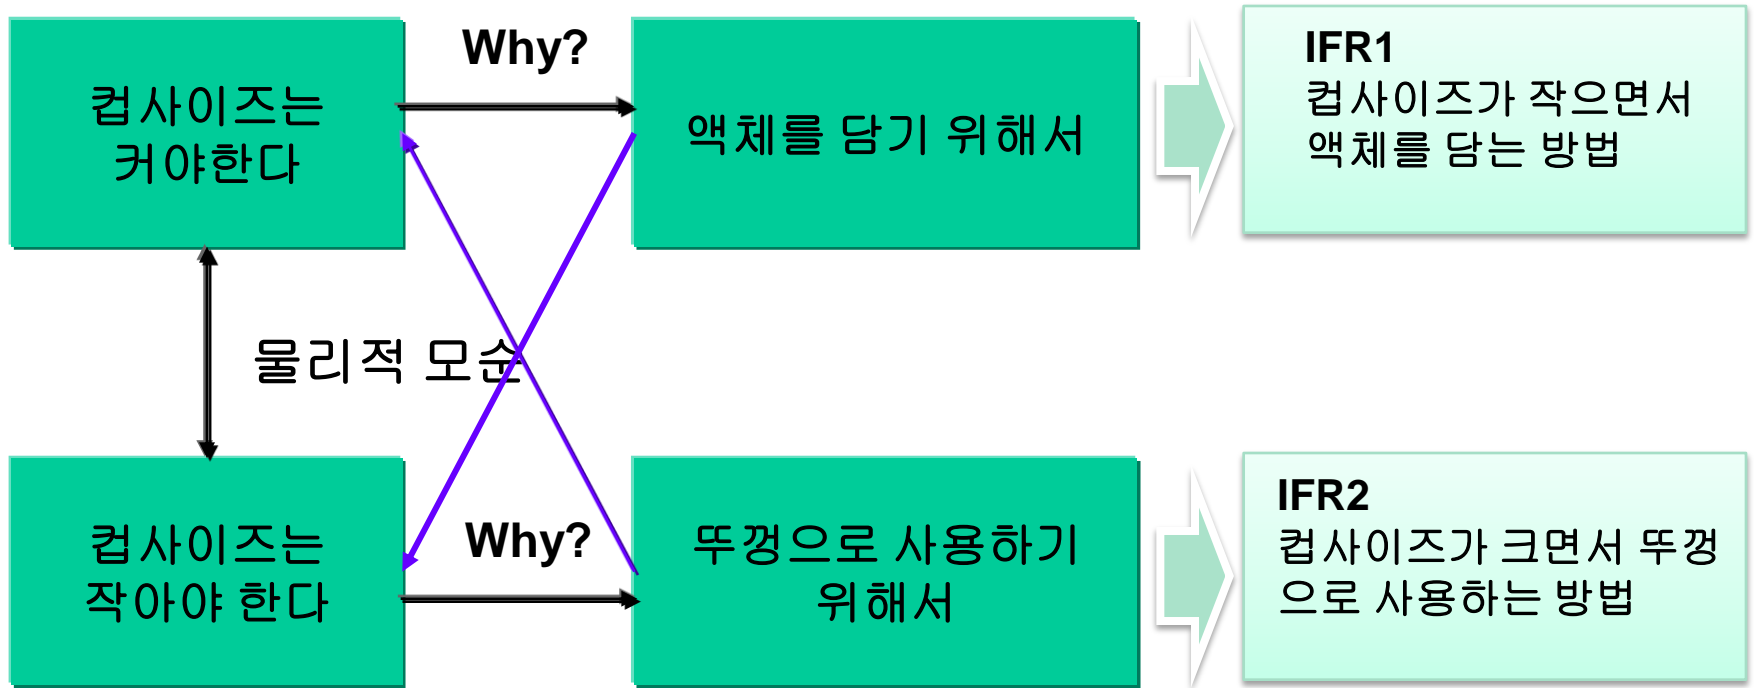 Why?
컵사이즈는
커야한다
액체를 담기 위해서
IFR1
컵사이즈가 작으면서
액체를 담는 방법
물리적 모순
컵사이즈는
작아야 한다
Why?
뚜껑으로 사용하기
위해서
IFR2
컵사이즈가 크면서 뚜껑
으로 사용하는 방법